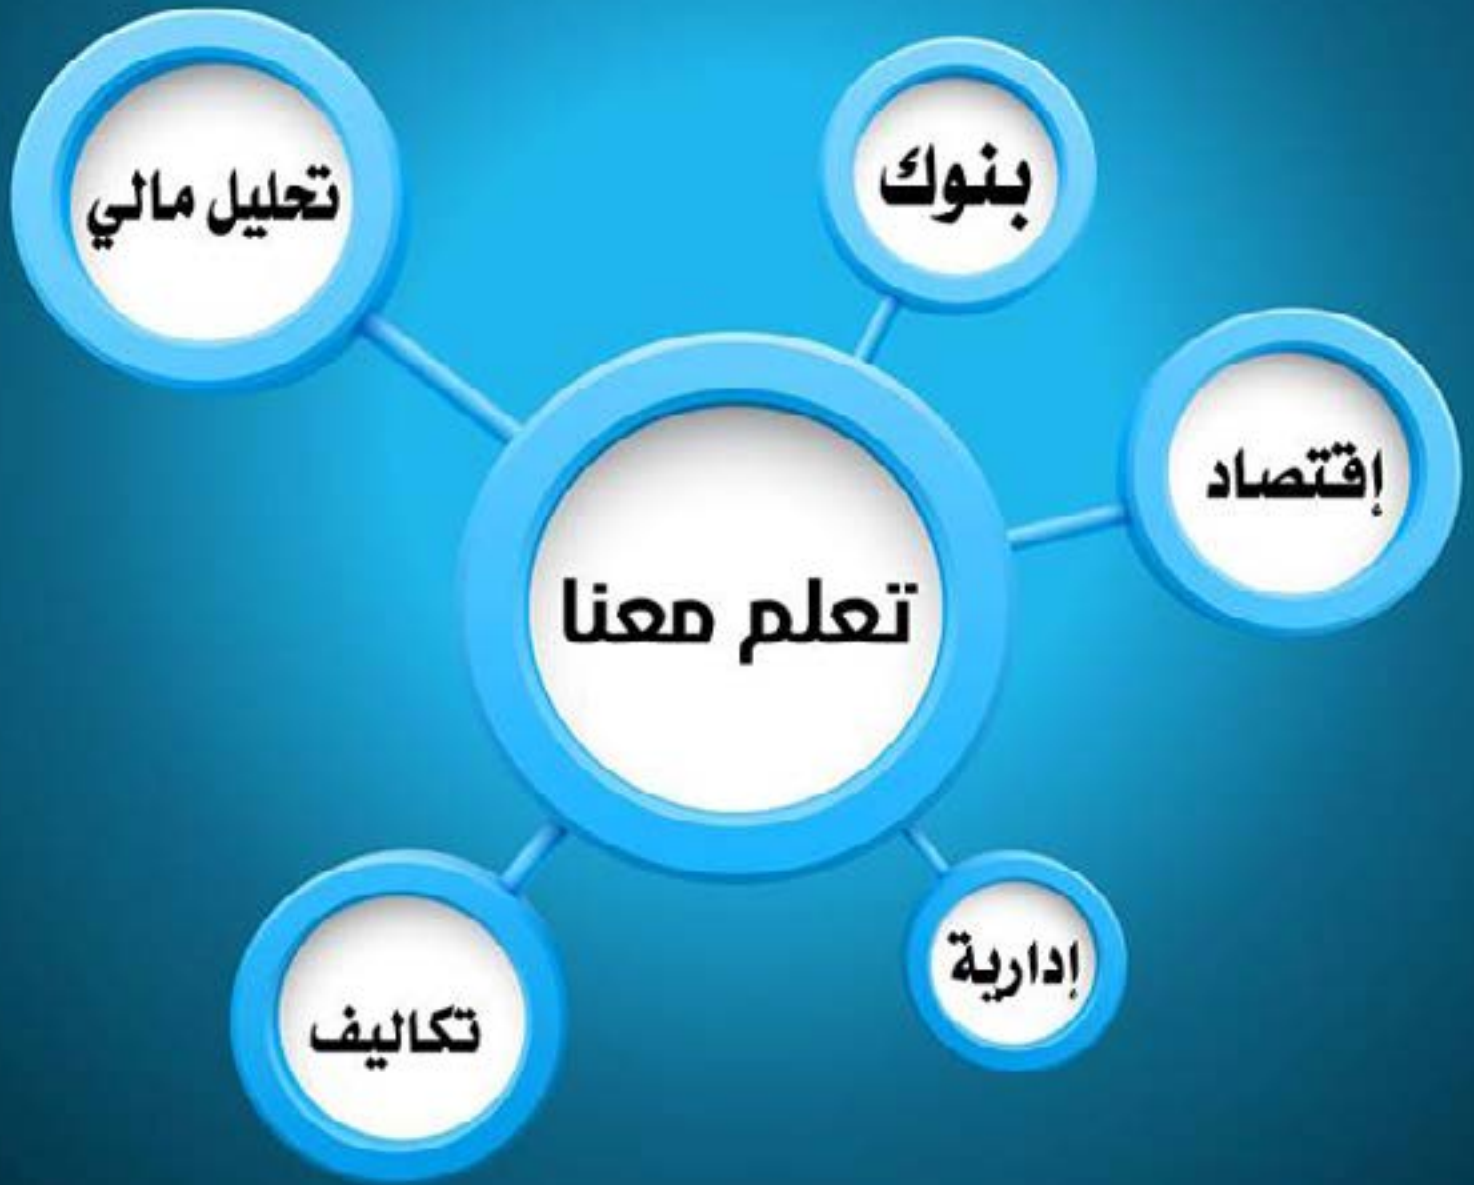 بنوك
تحليل مالي
إقتصاد
تعلم معنا
إدارية
تكاليف